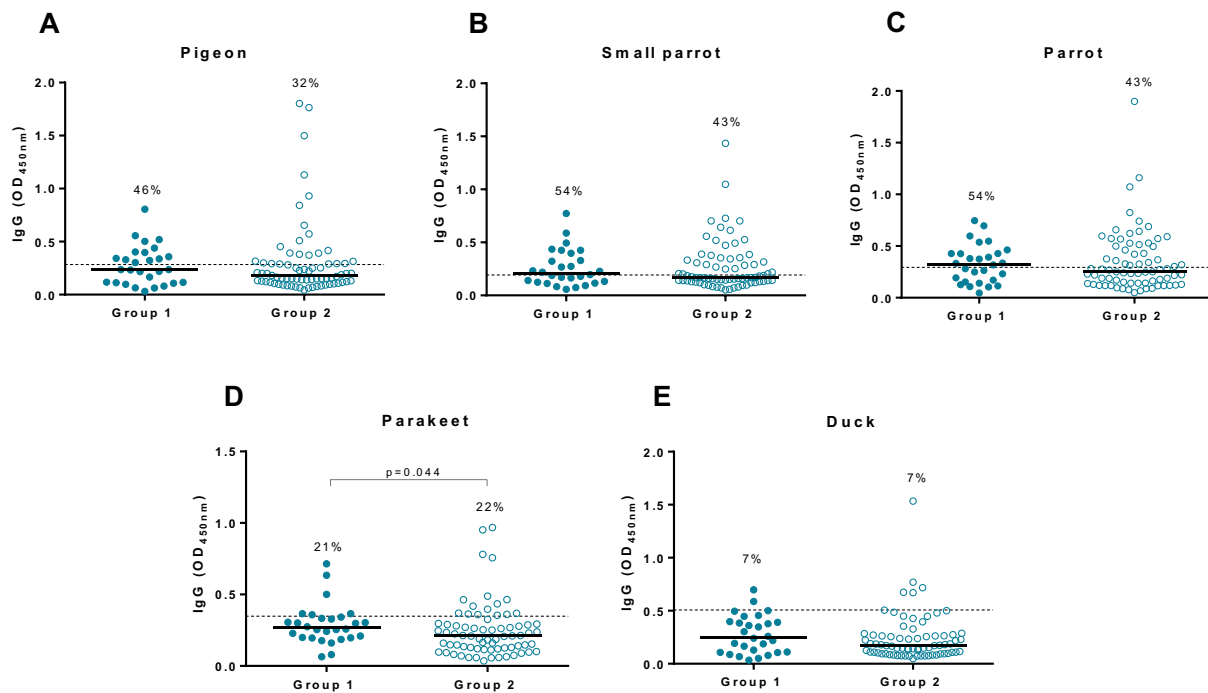 A
Pigeon
IgG (OD450nm)
2.0
1.5
1.0
0.5
0.0
46%
32%
Group 1
Group 2
B
Small parrot
IgG (OD450nm)
2.0
1.5
1.0
0.5
0.0
54%
43%
Group 1
Group 2
C
Parrot
IgG (OD450nm)
2.0
1.5
1.0
0.5
0.0
54%
43%
Group 1
Group 2
D
Parakeet
IgG (OD450nm)
1.5
1.0
0.5
0.0
p=0.044
21%
22%
Group 1
Group 2
E
Duck
IgG (OD450nm)
2.0
1.5
1.0
0.5
0.0
7%
7%
Group 1
Group 2